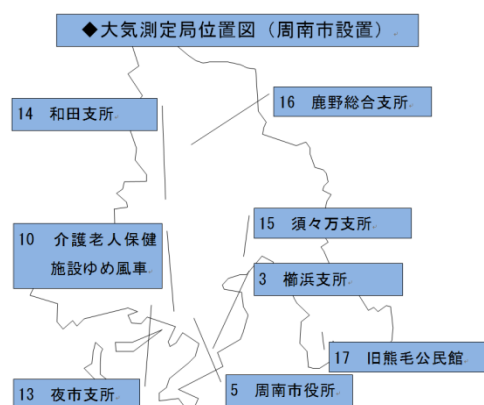 ◆大気測定局位置図（周南市設置）
14 和田支所
16 鹿野総合支所
10 介護老人保健
施設ゆめ風車
15 須々万支所
3 櫛浜支所
17 旧熊毛公民館
13 夜市支所
5 周南市役所